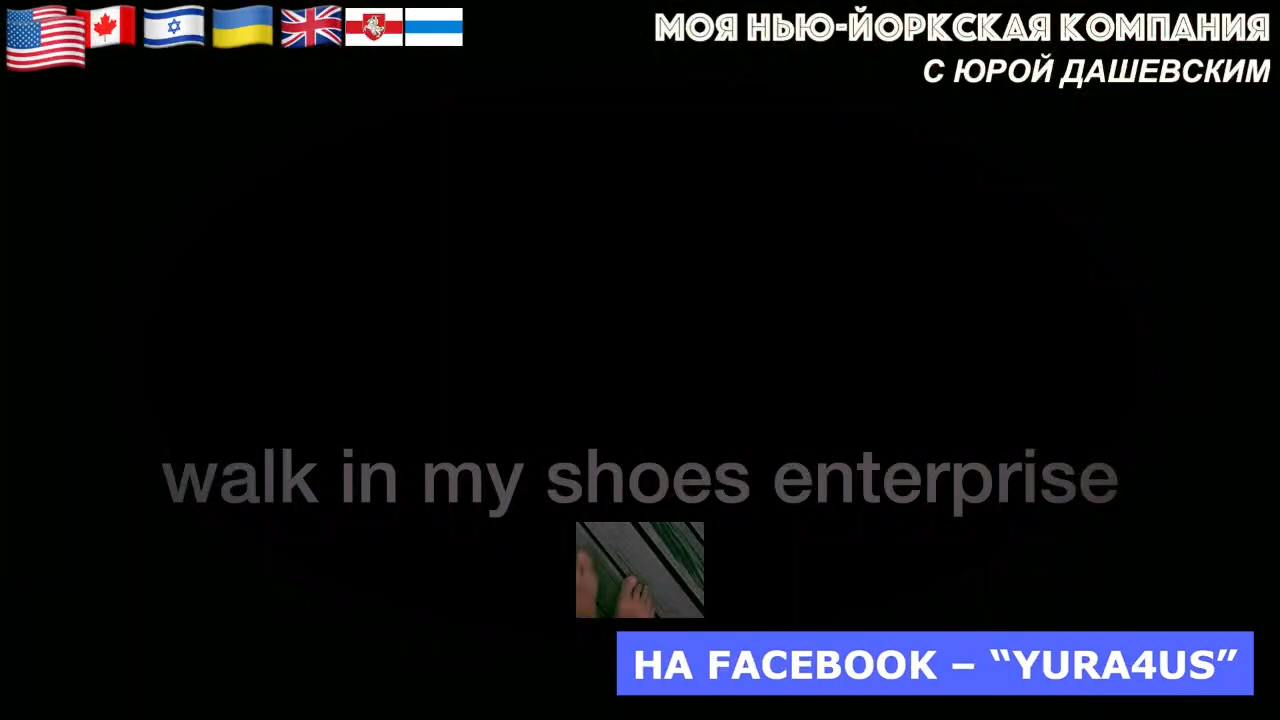 МОЯ НЬЮ-ЙОРКСКАЯ КОМПАНИЯ
С ЮРОЙ ДАШЕВСКИМ
walk in my shoes enterprise
НА FACEBOOK – “YURA4US”